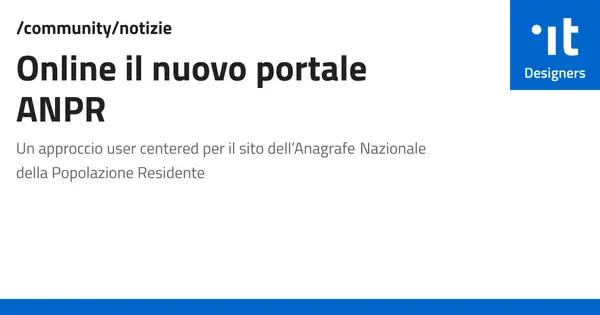 /community/notizie
Online il nuovo portale
ANPR
Un approccio user centered per il sito dell’Anagrafe Nazionale
della Popolazione Residente
·it
Designers